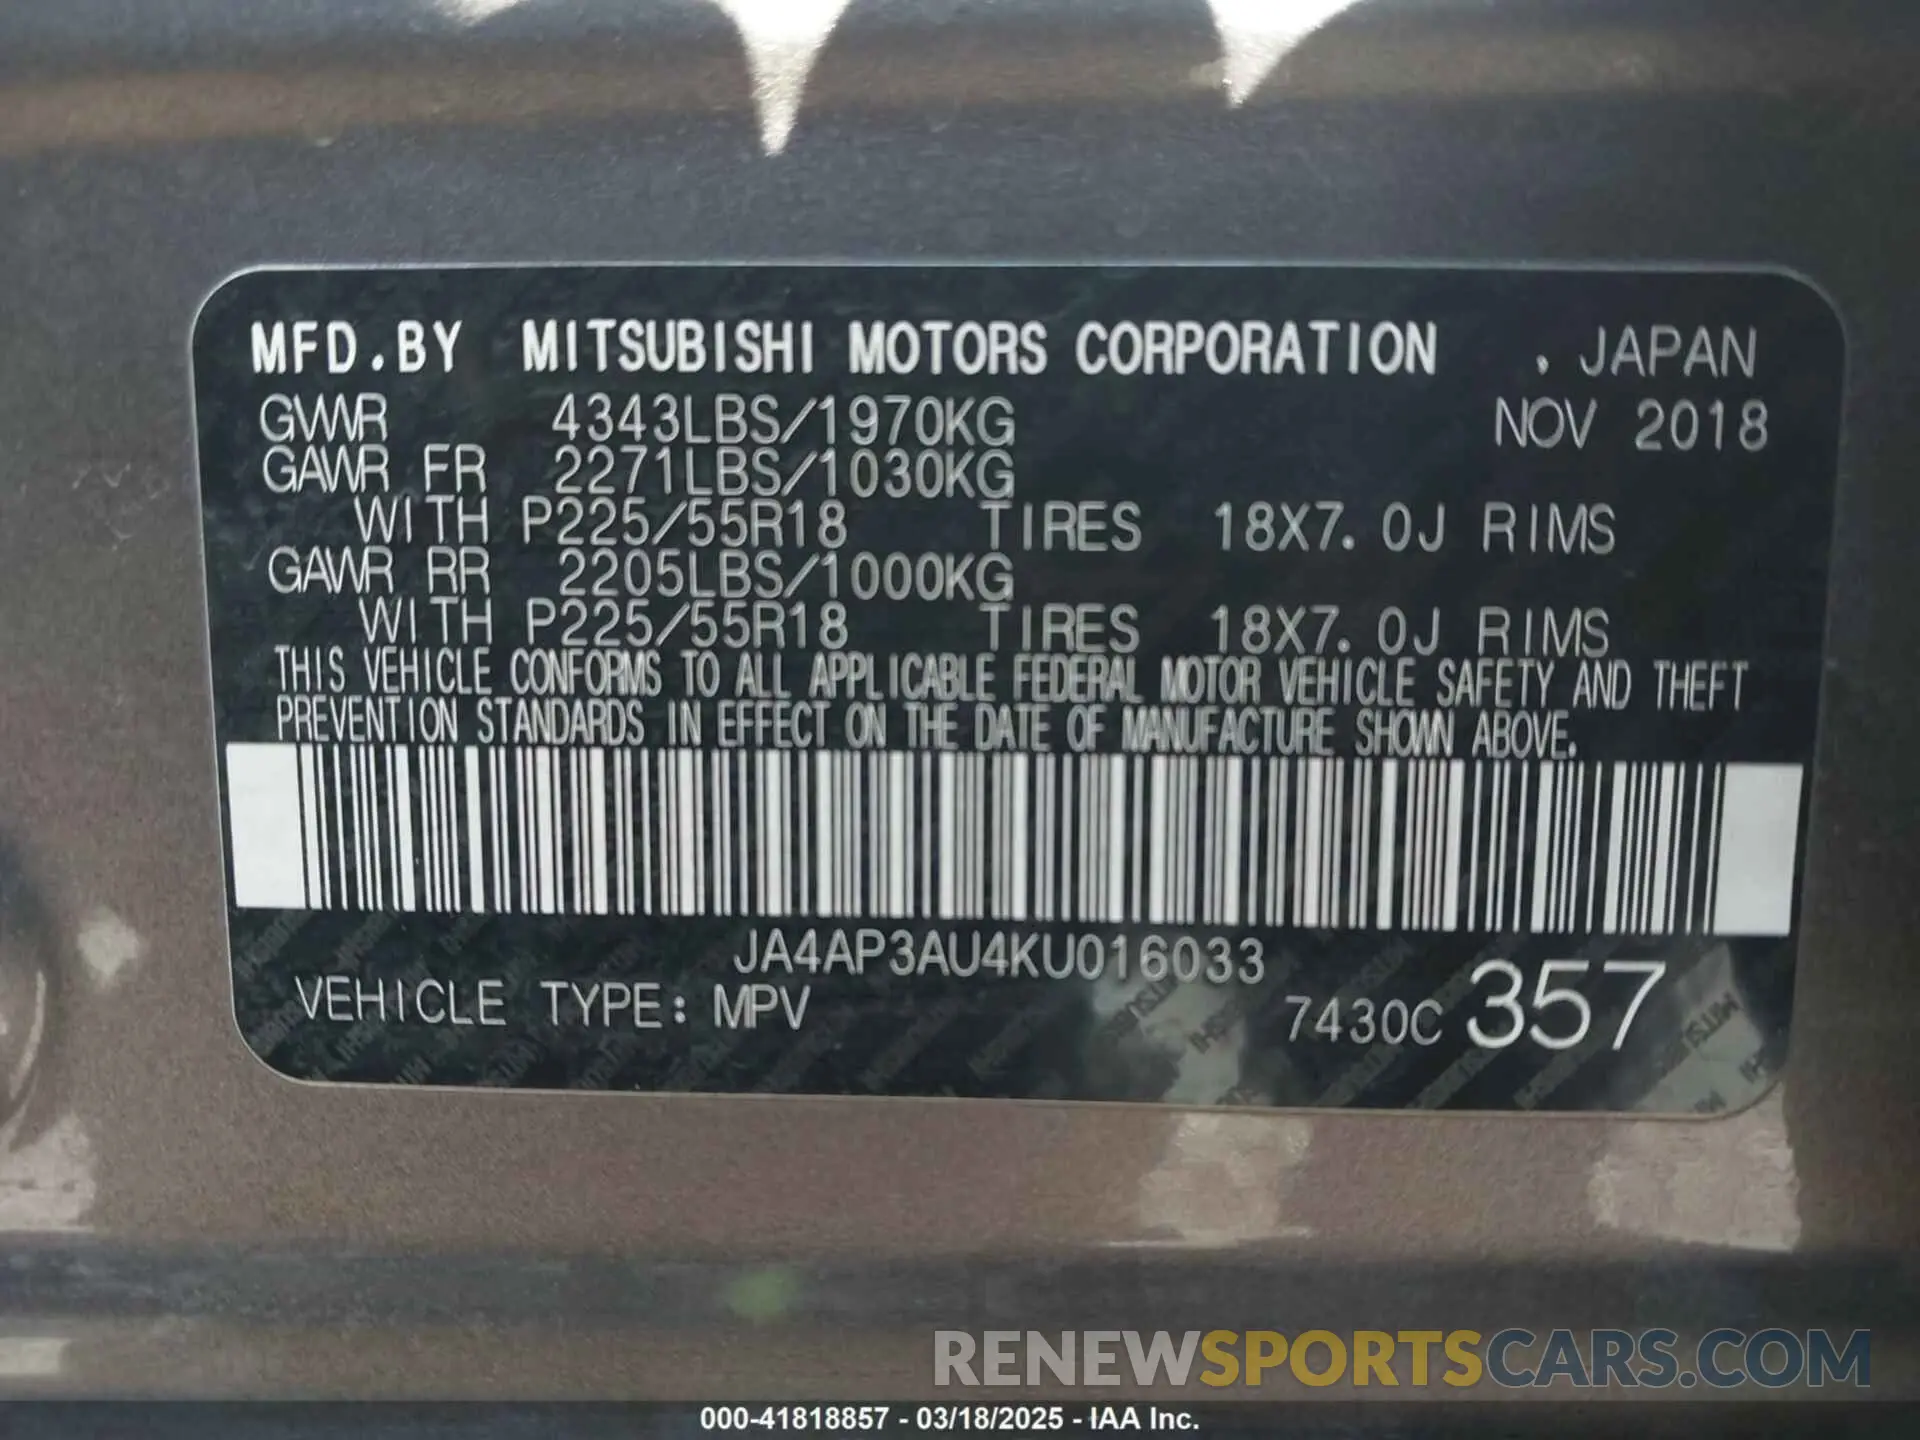 MFD.BY MITSUBISHI MOTORS CORPORATION . JAPAN
GVWR 4343LBS/1970KG NOV 2018
GAWR FR 2271LBS/1030KG
WITH P225/55R18 TIRES 18X7.0J RIMS
GAWR RR 2205LBS/1000KG
WITH P225/55R18 TIRES 18X7.0J RIMS
THIS VEHICLE CONFORMS TO ALL APPLICABLE FEDERAL MOTOR VEHICLE SAFETY AND THEFT
PREVENTION STANDARDS IN EFFECT ON THE DATE OF MANUFACTURE SHOWN ABOVE.
JA4AP3AU4KU016033
VEHICLE TYPE: MPV 7430C 357
RENEWSPORTSCARS.COM
000-41818857 - 03/18/2025 - IAA Inc.